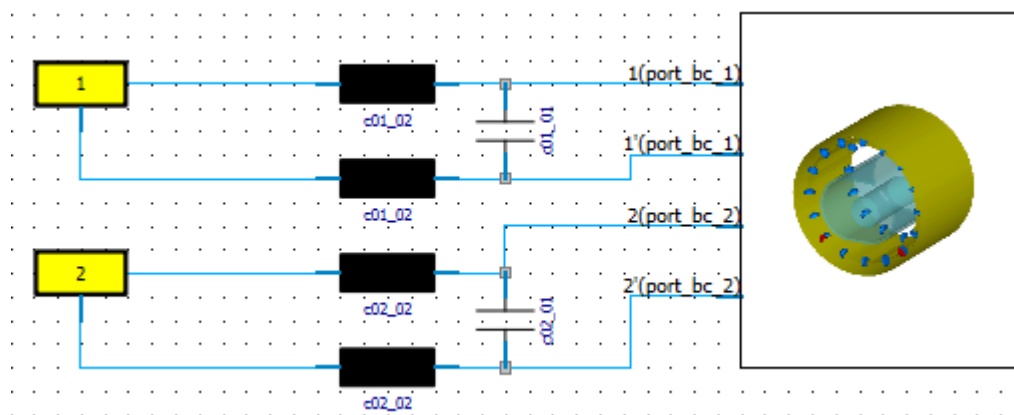 1
c01_02
c01_01
1(port_bc_1)
c01_02
1'(port_bc_1)
2
c02_02
c02_01
2(port_bc_2)
c02_02
2'(port_bc_2)